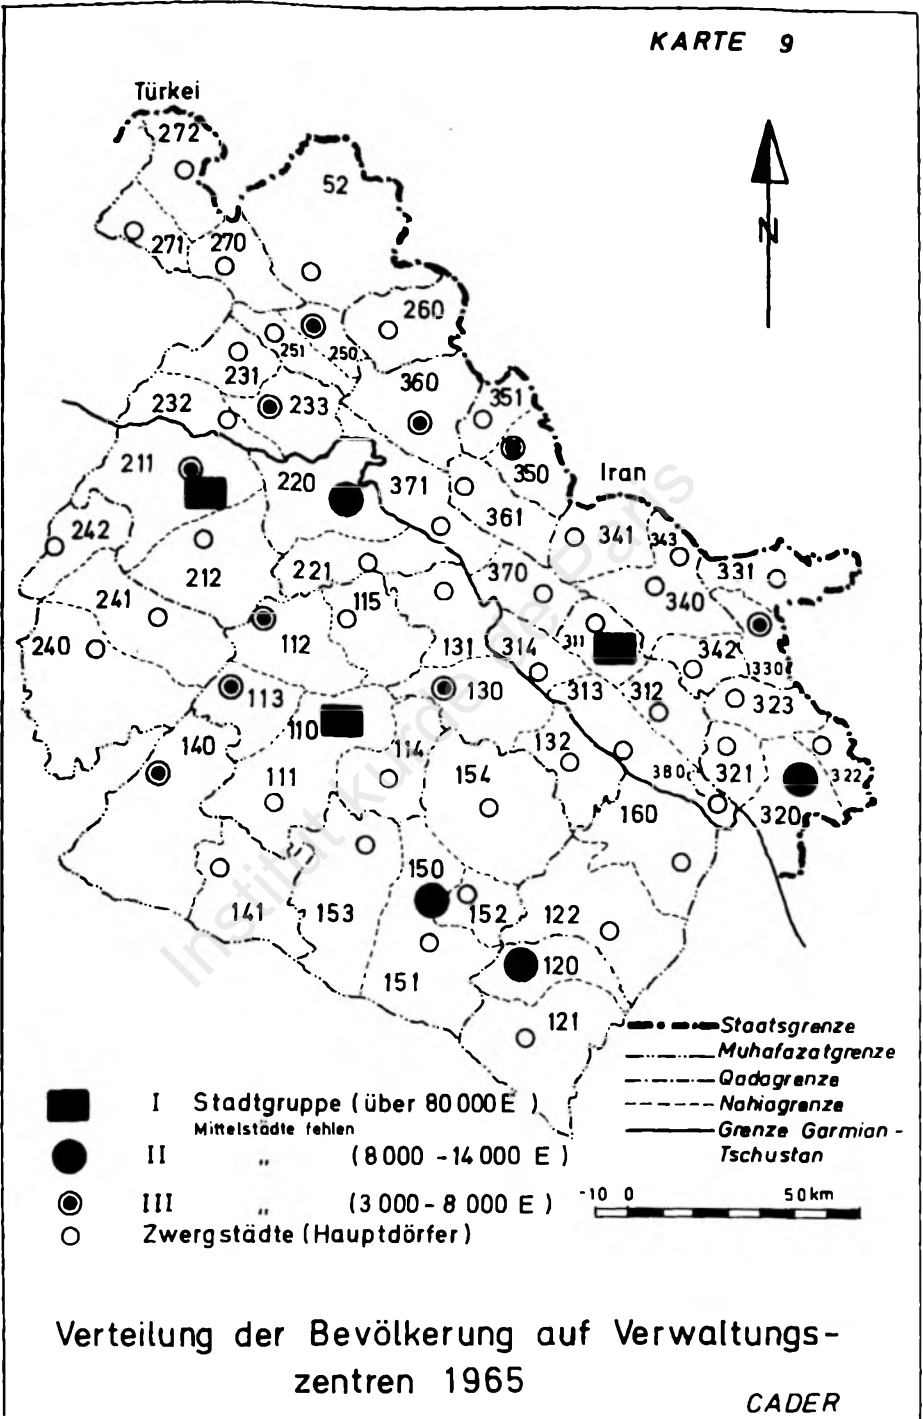 KARTE 9
Türkei
272
52
271 270
260
251 250
231
360
351
232 233
211 220 371 350 Iran
361
242 341 343
212 221 370 331
241 115 340
240 112 131 314 311 342
330
113 130 313 312 323
110
140 114 132
111 154 380 321 322
160 320
150
141 153 152 122
151 120
121
Staatsgrenze
Muhafazatgrenze
Qadagrenze
Nahiagrenze
Grenze Garmian -
Tschustan
I Stadtgruppe (über 80 000 E )
Mittelstädte fehlen
II " (8 000 - 14 000 E )
III " (3 000 - 8 000 E )
Zwergstädte (Hauptdörfer)
-10 0 50 km
Verteilung der Bevölkerung auf Verwaltungs-
zentren 1965
CADER
Institut kurde de Paris